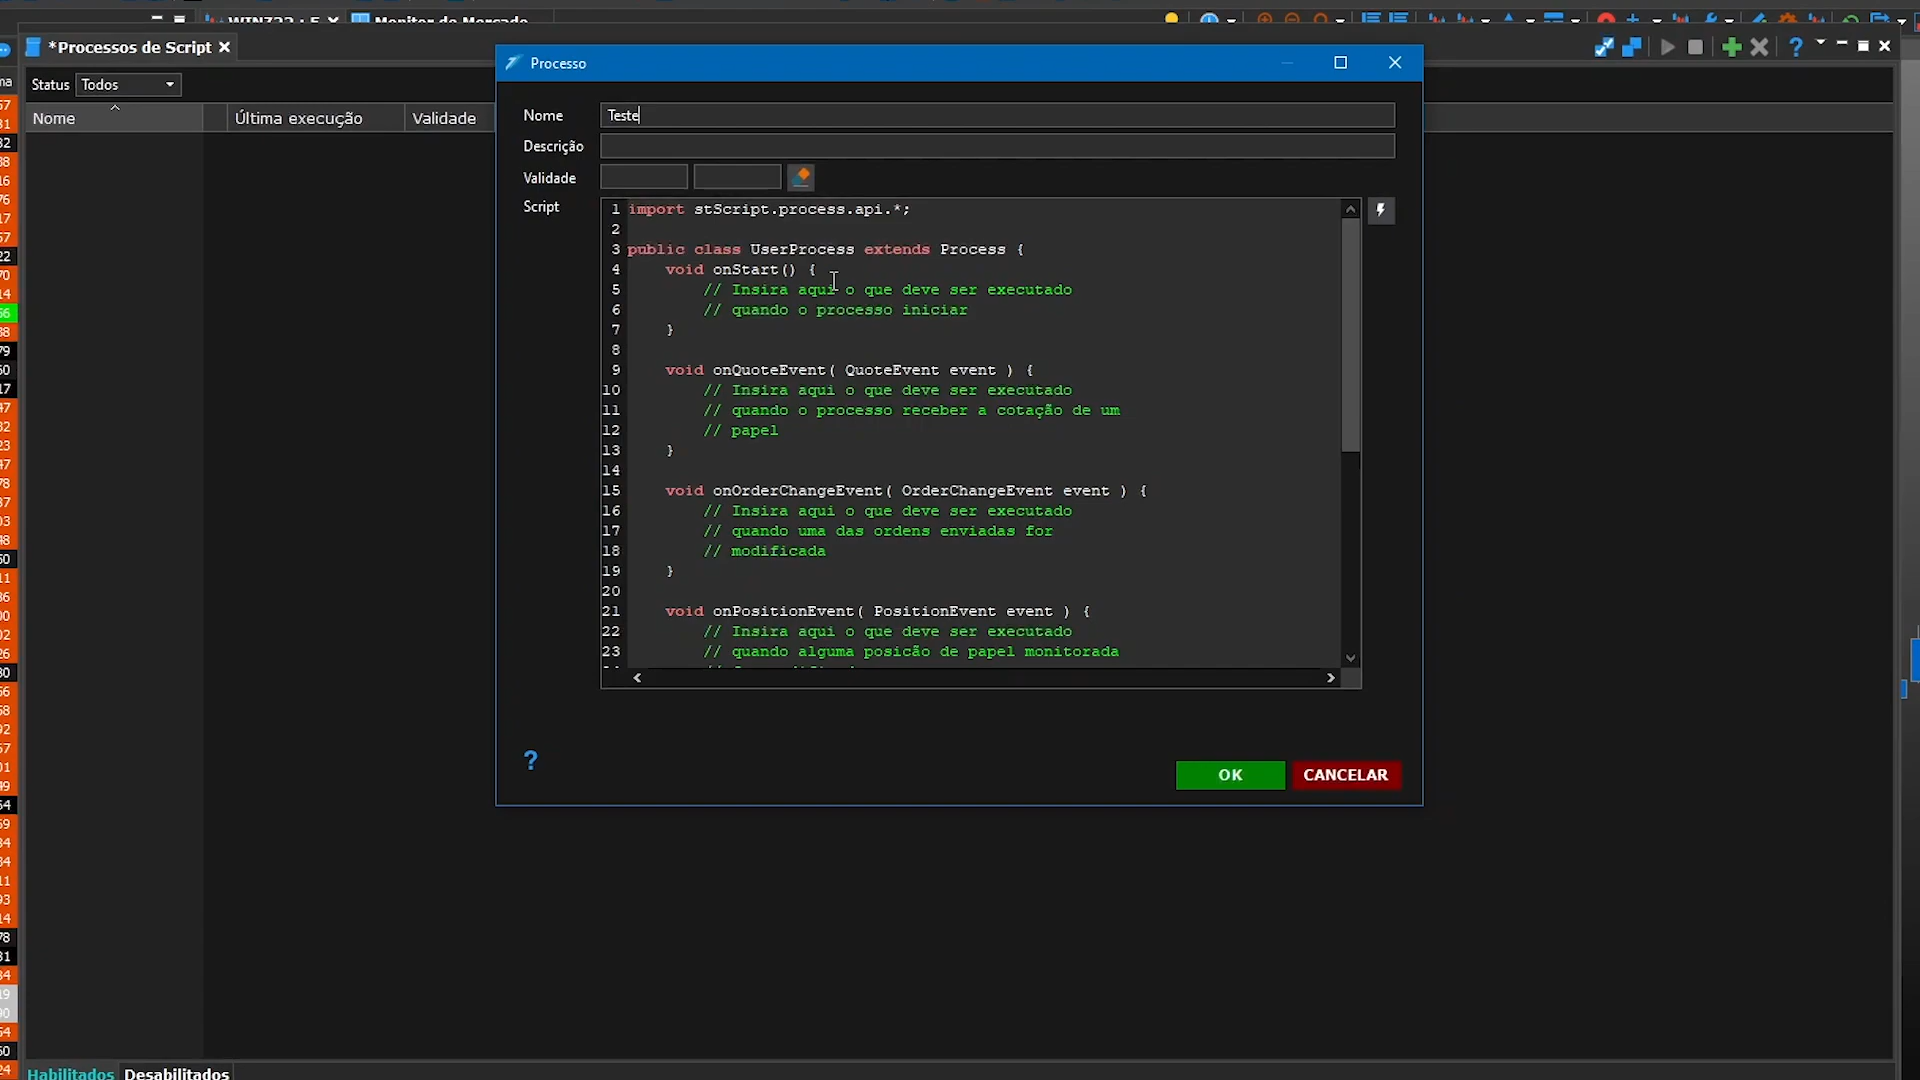 Monitor de Mercado
*Processos de Script
Status Todos
Nome Última execução Validade
Processo
Nome Teste
Descrição
Validade
Script
1 import stScript.process.api.*;
2
3 public class UserProcess extends Process {
4 void onStart() {
5 // Insira aqui o que deve ser executado
6 // quando o processo iniciar
7 }
8
9 void onQuoteEvent( QuoteEvent event ) {
10 // Insira aqui o que deve ser executado
11 // quando o processo receber a cotação de um
12 // papel
13 }
14
15 void onOrderChangeEvent( OrderChangeEvent event ) {
16 // Insira aqui o que deve ser executado
17 // quando uma das ordens enviadas for
18 // modificada
19 }
20
21 void onPositionEvent( PositionEvent event ) {
22 // Insira aqui o que deve ser executado
23 // quando alguma posicão de papel monitorada
?
OK CANCELAR
Habilitados Desabilitados